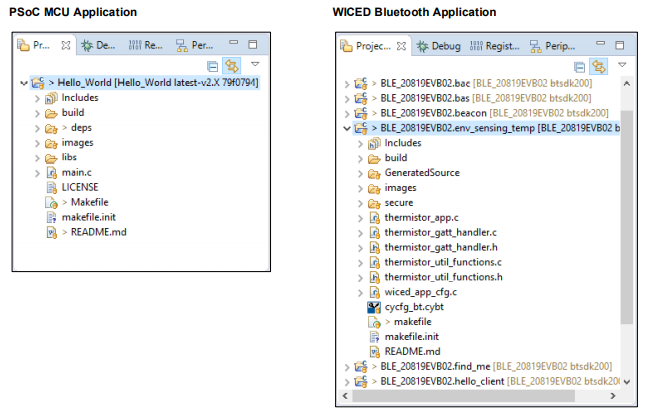 PSoC MCU Application
Pr... De... Re... Per...
> Hello_World [Hello_World latest-v2.X 79f0794]
Includes
build
> deps
images
libs
main.c
LICENSE
> Makefile
makefile.init
> README.md
WICED Bluetooth Application
Projec... Debug Regist... Perip...
> BLE_20819EVB02.bac [BLE_20819EVB02 btsdk200]
> BLE_20819EVB02.bas [BLE_20819EVB02 btsdk200]
> BLE_20819EVB02.beacon [BLE_20819EVB02 btsdk200]
> BLE_20819EVB02.env_sensing_temp [BLE_20819EVB02 b
Includes
build
GeneratedSource
images
secure
thermistor_app.c
thermistor_gatt_handler.c
thermistor_gatt_handler.h
thermistor_util_functions.c
thermistor_util_functions.h
wiced_app_cfg.c
cycfg_bt.cybt
> makefile
makefile.init
README.md
> BLE_20819EVB02.find_me [BLE_20819EVB02 btsdk200]
> BLE_20819EVB02.hello_client [BLE_20819EVB02 btsdk20